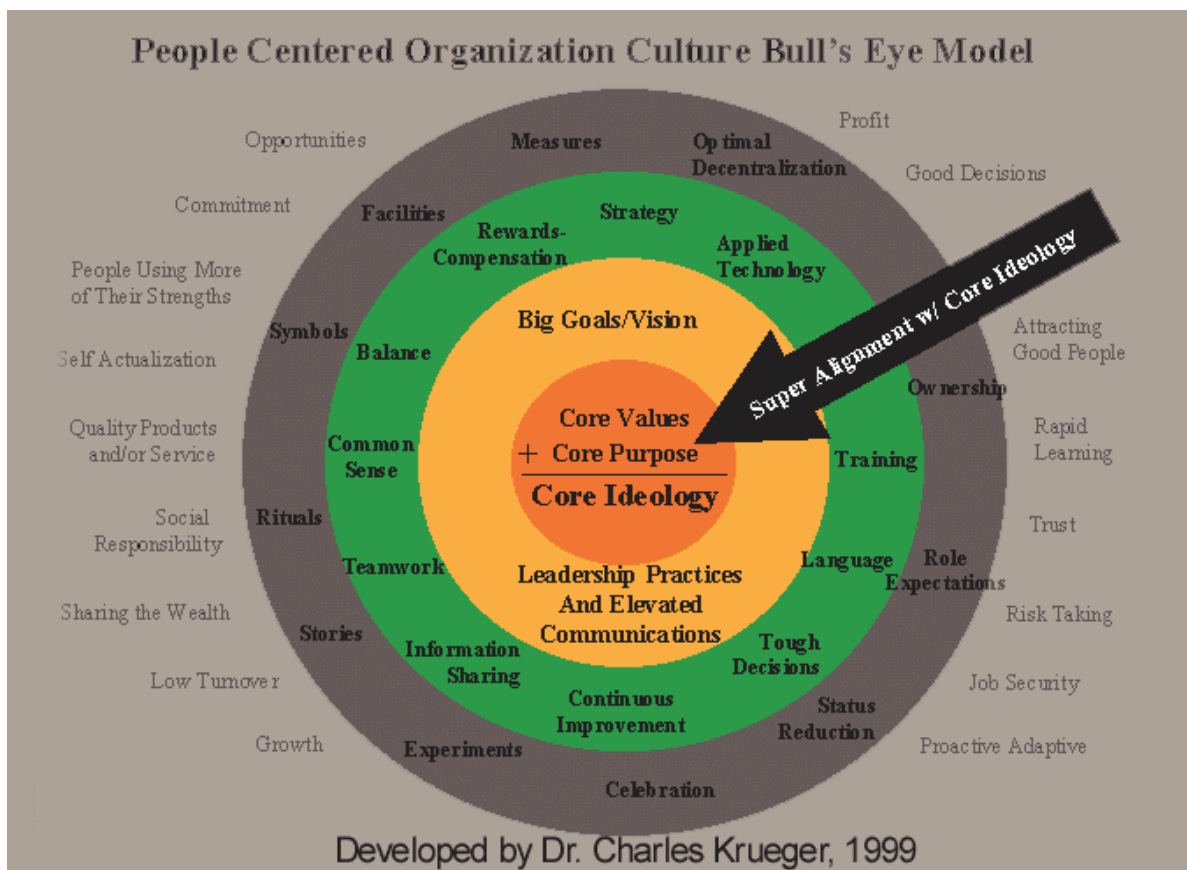 People Centered Organization Culture Bull's Eye Model
Profit
Opportunities
Measures
Optimal
Decentralization
Good Decisions
Commitment
Facilities
Strategy
Rewards-
Compensation
Applied
Technology
Super Alignment w/ Core Ideology
People Using More
of Their Strengths
Symbols
Big Goals/Vision
Attracting
Good People
Self Actualization
Balance
Ownership
Quality Products
and/or Service
Common
Sense
Core Values
+ Core Purpose
Core Ideology
Training
Rapid
Learning
Social
Responsibility
Rituals
Trust
Teamwork
Leadership Practices
And Elevated
Communications
Language
Role
Expectations
Sharing the Wealth
Stories
Risk Taking
Information
Sharing
Tough
Decisions
Low Turnover
Continuous
Improvement
Status
Reduction
Job Security
Growth
Experiments
Proactive Adaptive
Celebration
Developed by Dr. Charles Krueger, 1999